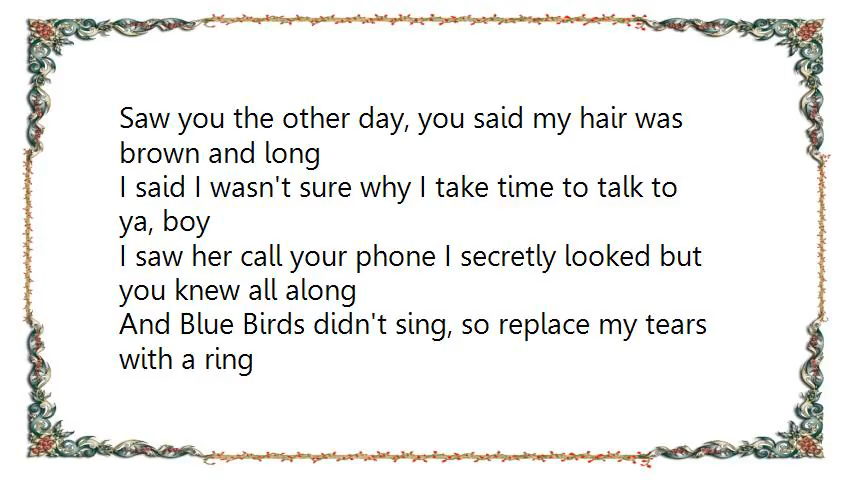 Saw you the other day, you said my hair was
brown and long
I said I wasn't sure why I take time to talk to
ya, boy
I saw her call your phone I secretly looked but
you knew all along
And Blue Birds didn't sing, so replace my tears
with a ring